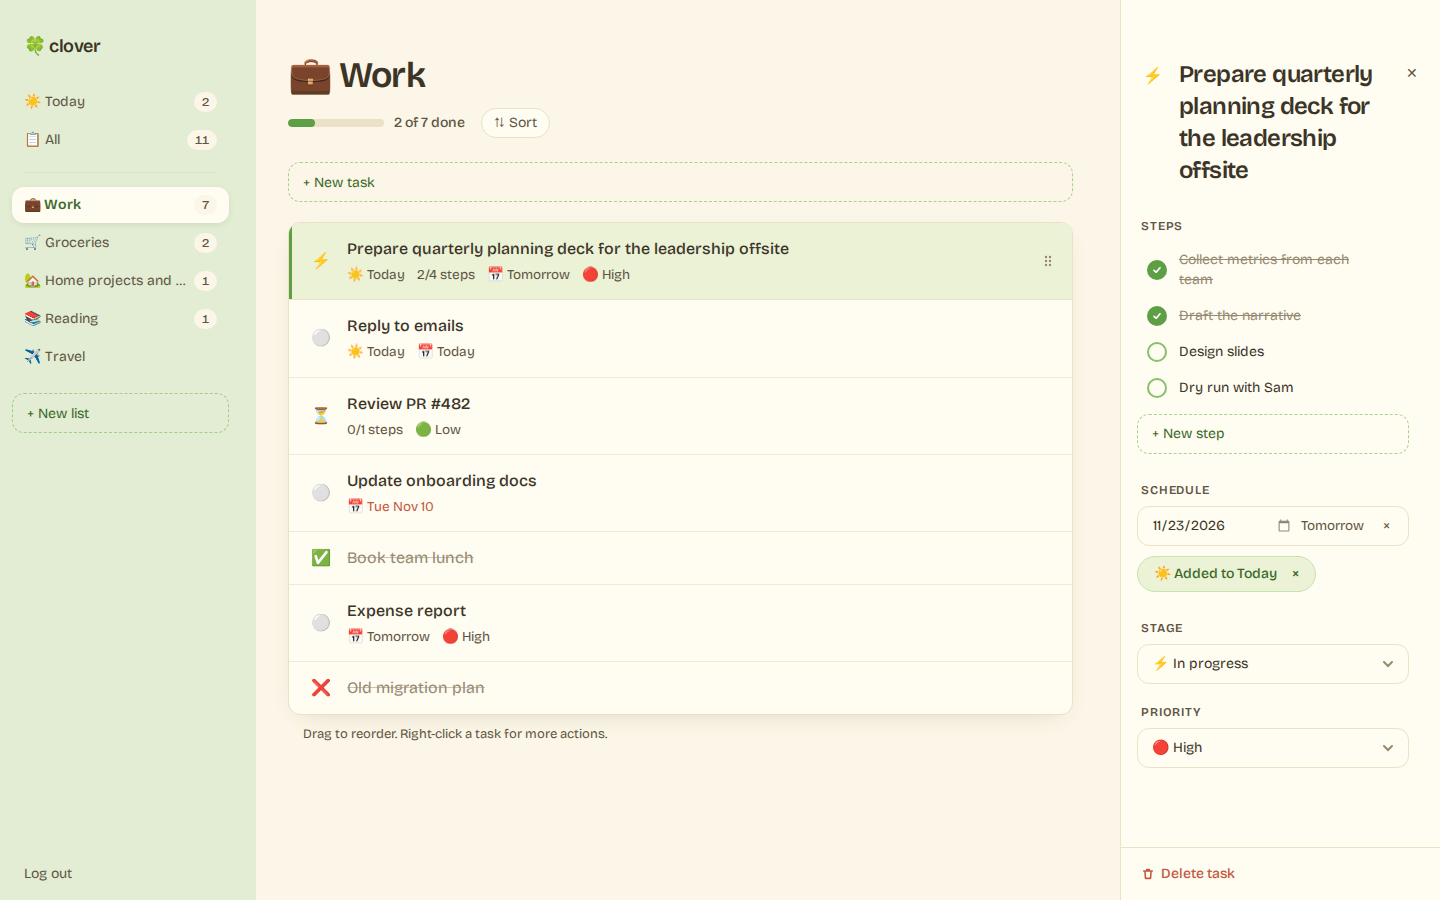 🍀 clover
☀️ Today 2
📋 All 11
💼 Work 7
🛒 Groceries 2
🏡 Home projects and ... 1
📚 Reading 1
✈️ Travel
+ New list
Log out
💼 Work
2 of 7 done ↑↓ Sort
+ New task
⚡ Prepare quarterly planning deck for the leadership offsite
☀️ Today 2/4 steps 📅 Tomorrow 🔴 High
Reply to emails
☀️ Today 📅 Today
Review PR #482
0/1 steps 🟢 Low
Update onboarding docs
📅 Tue Nov 10
✅ Book team lunch
Expense report
📅 Tomorrow 🔴 High
❌ Old migration plan
Drag to reorder. Right-click a task for more actions.
⚡ Prepare quarterly ×
planning deck for
the leadership
offsite
STEPS
Collect metrics from each
team
Draft the narrative
Design slides
Dry run with Sam
+ New step
SCHEDULE
11/23/2026 Tomorrow ×
☀️ Added to Today ×
STAGE
⚡ In progress
PRIORITY
🔴 High
Delete task